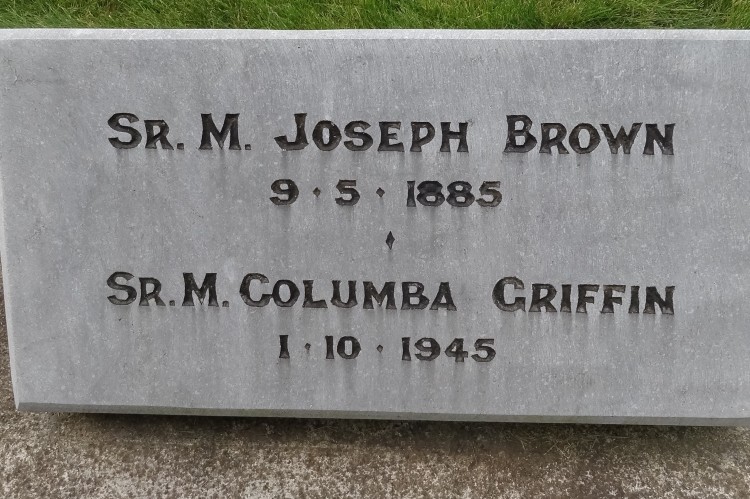 Sr. M. Joseph Brown
9 · 5 · 1885
Sr. M. Columba Griffin
1 · 10 · 1945